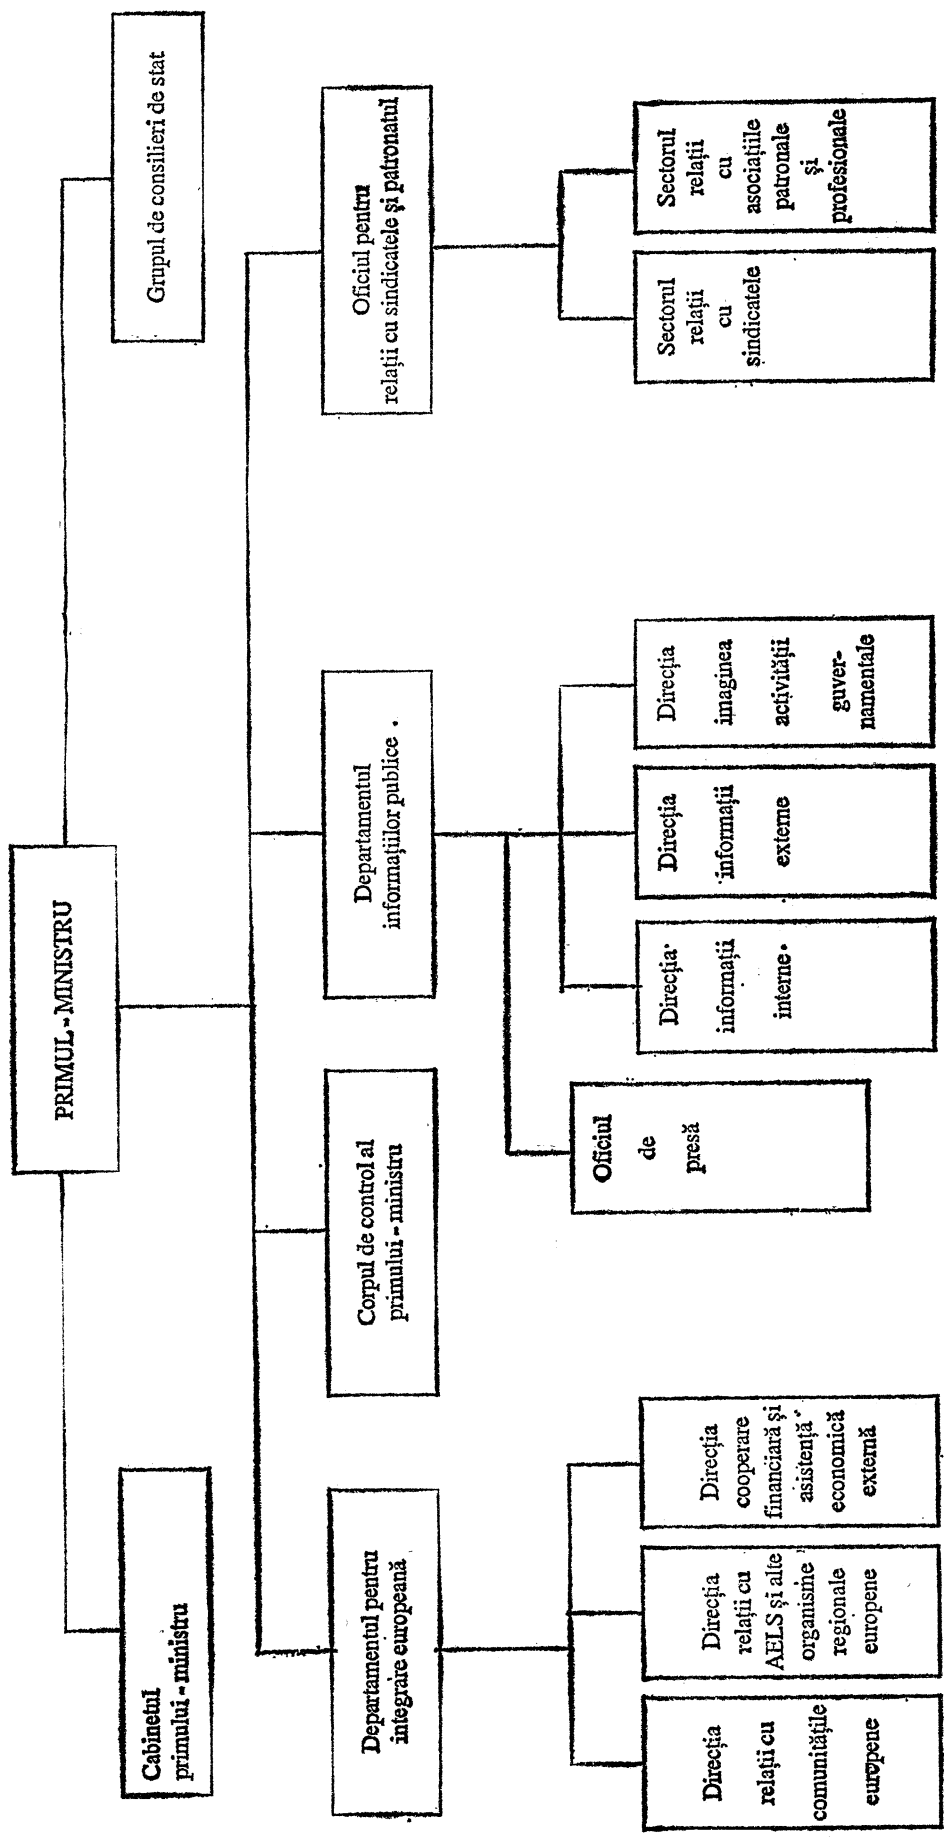 PRIMUL-MINISTRU
Cabinetul
primului-ministru
Grupul de consilieri de stat
Departamentul pentru
integrare europeană
Corpul de control al
primului-ministru
Departamentul
informațiilor publice.
Oficiul pentru
relații cu sindicatele și patronatul
Direcția
relații cu
comunitățile
europene
Direcția
relații cu
AELS și alte
organisme
regionale
europene
Direcția
cooperare
financiară și
asistență
economică
externă
Oficiul
de
presă
Direcția
informații
interne.
Direcția
informații
externe
Direcția
imaginea
activității
guver-
namentale
Sectorul
relații
cu
sindicatele
Sectorul
relații
cu
asociațiile
patronale
și
profesionale